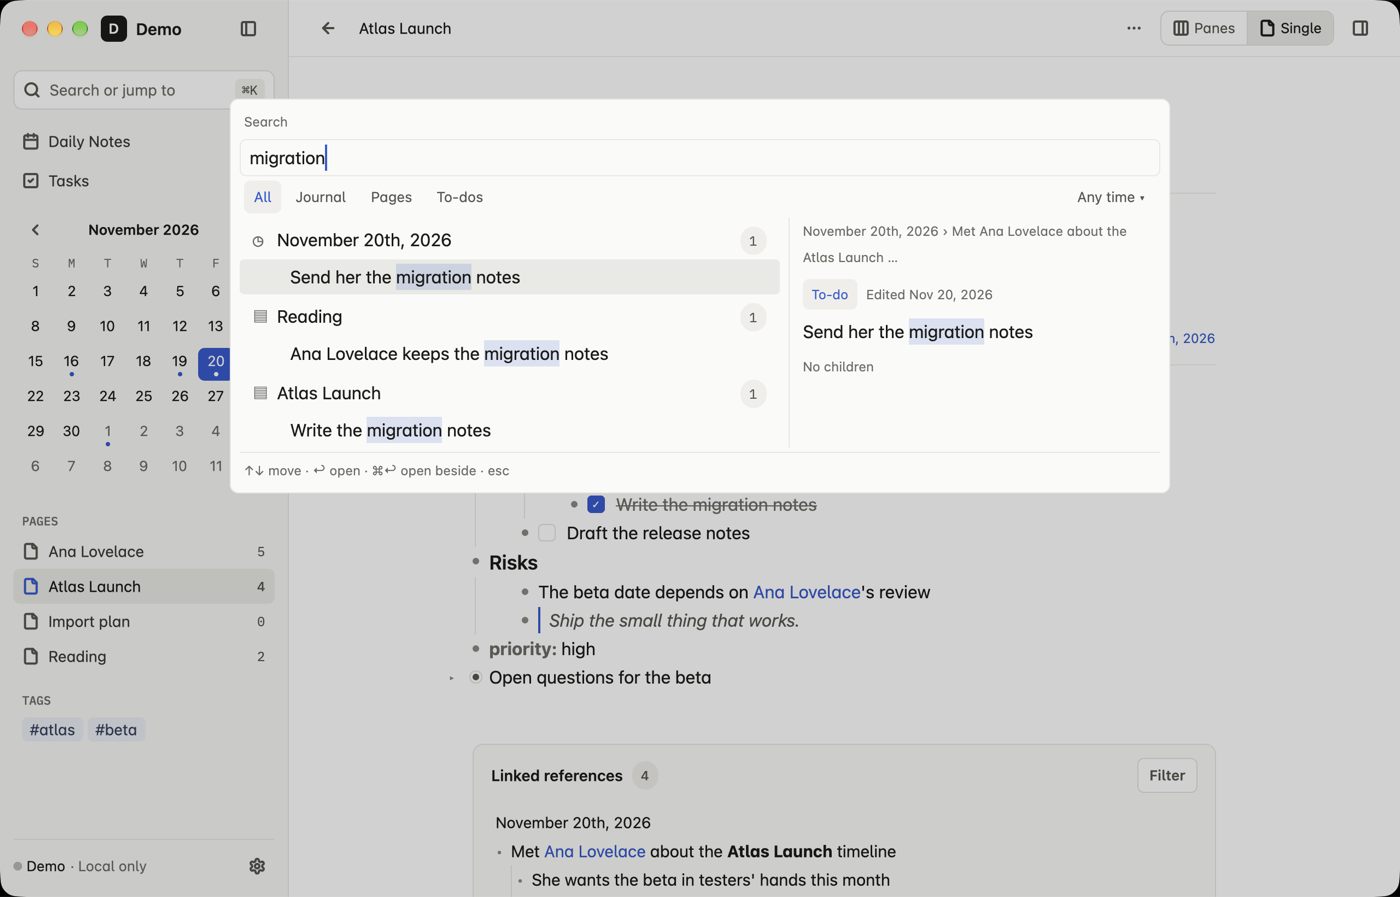 D Demo
Atlas Launch
Panes
Single
Search or jump to
⌘K
Daily Notes
Tasks
November 2026
S M T W T F
1 2 3 4 5 6
8 9 10 11 12 13
15 16 17 18 19 20
22 23 24 25 26 27
29 30 1 2 3 4
6 7 8 9 10 11
PAGES
Ana Lovelace 5
Atlas Launch 4
Import plan 0
Reading 2
TAGS
#atlas #beta
Demo · Local only
Search
migration
All Journal Pages To-dos
Any time
November 20th, 2026 1
Send her the migration notes
Reading 1
Ana Lovelace keeps the migration notes
Atlas Launch 1
Write the migration notes
November 20th, 2026 › Met Ana Lovelace about the
Atlas Launch ...
To-do Edited Nov 20, 2026
Send her the migration notes
No children
↑↓ move · ↩ open · ⌘↩ open beside · esc
, 2026
Write the migration notes
Draft the release notes
Risks
The beta date depends on Ana Lovelace's review
Ship the small thing that works.
priority: high
Open questions for the beta
Linked references 4
Filter
November 20th, 2026
Met Ana Lovelace about the Atlas Launch timeline
She wants the beta in testers' hands this month